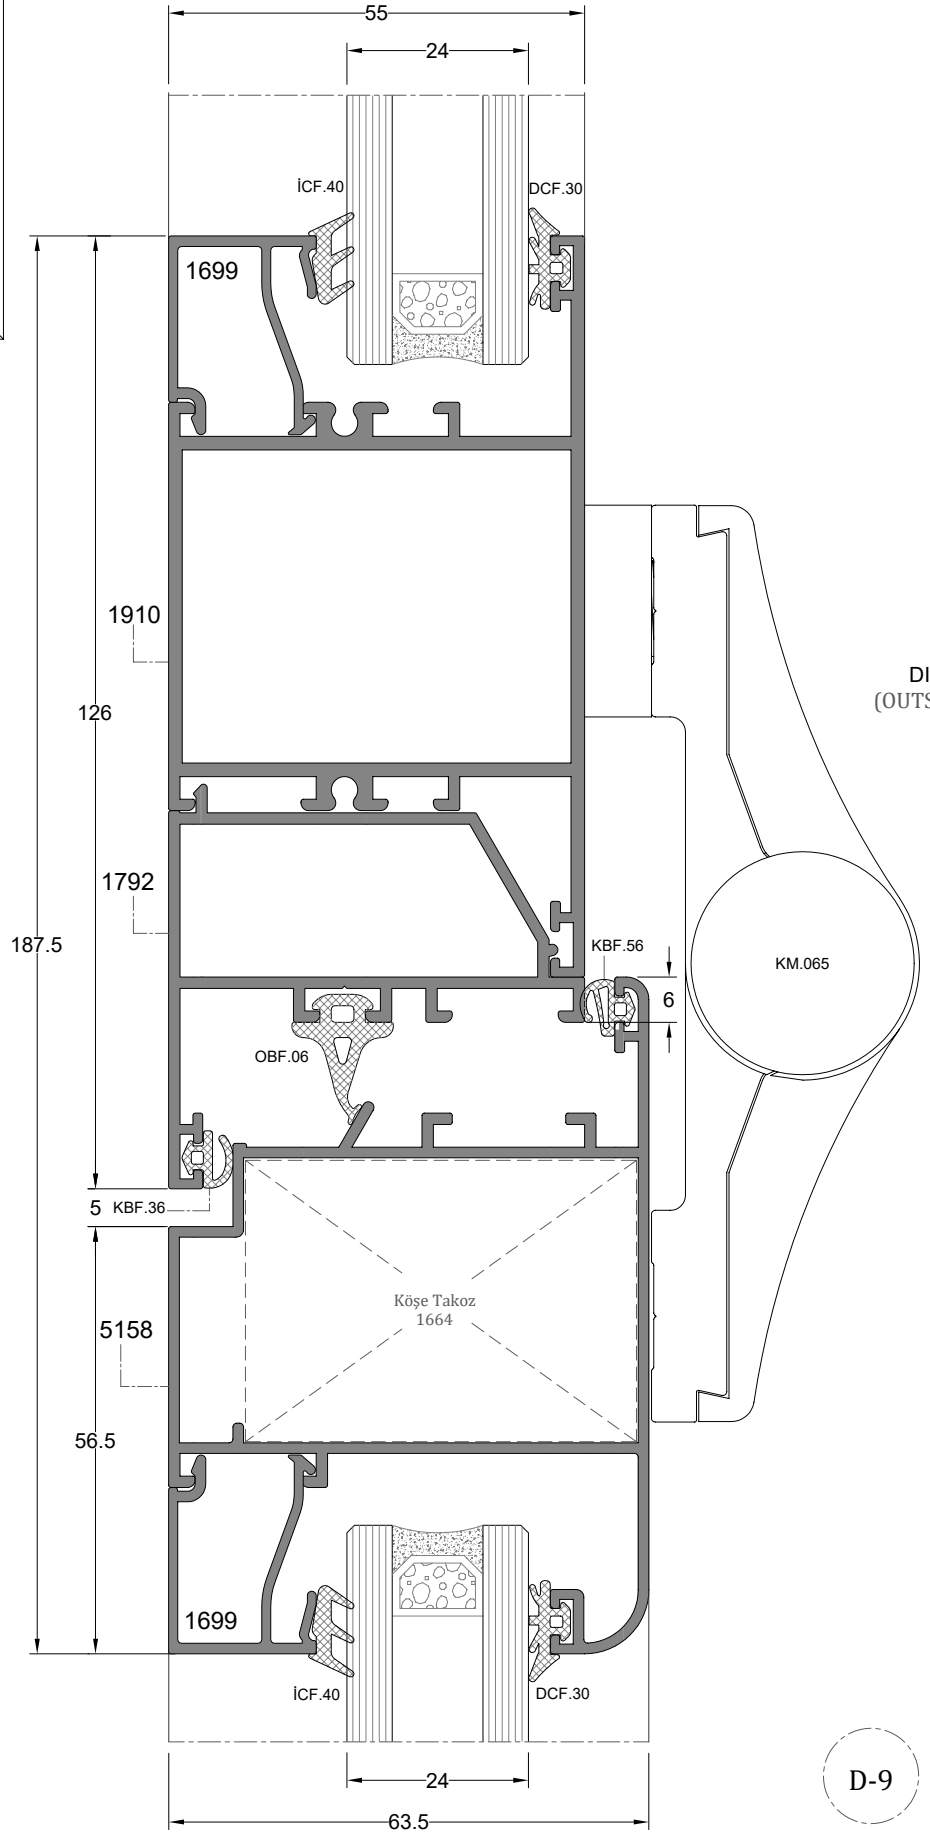 55
24
İCF.40
DCF.30
1699
1910
DI
(OUTS
126
1792
187.5
KBF.56
KM.065
6
OBF.06
5
KBF.36
Köşe Takoz
1664
5158
56.5
1699
İCF.40
DCF.30
24
D-9
63.5